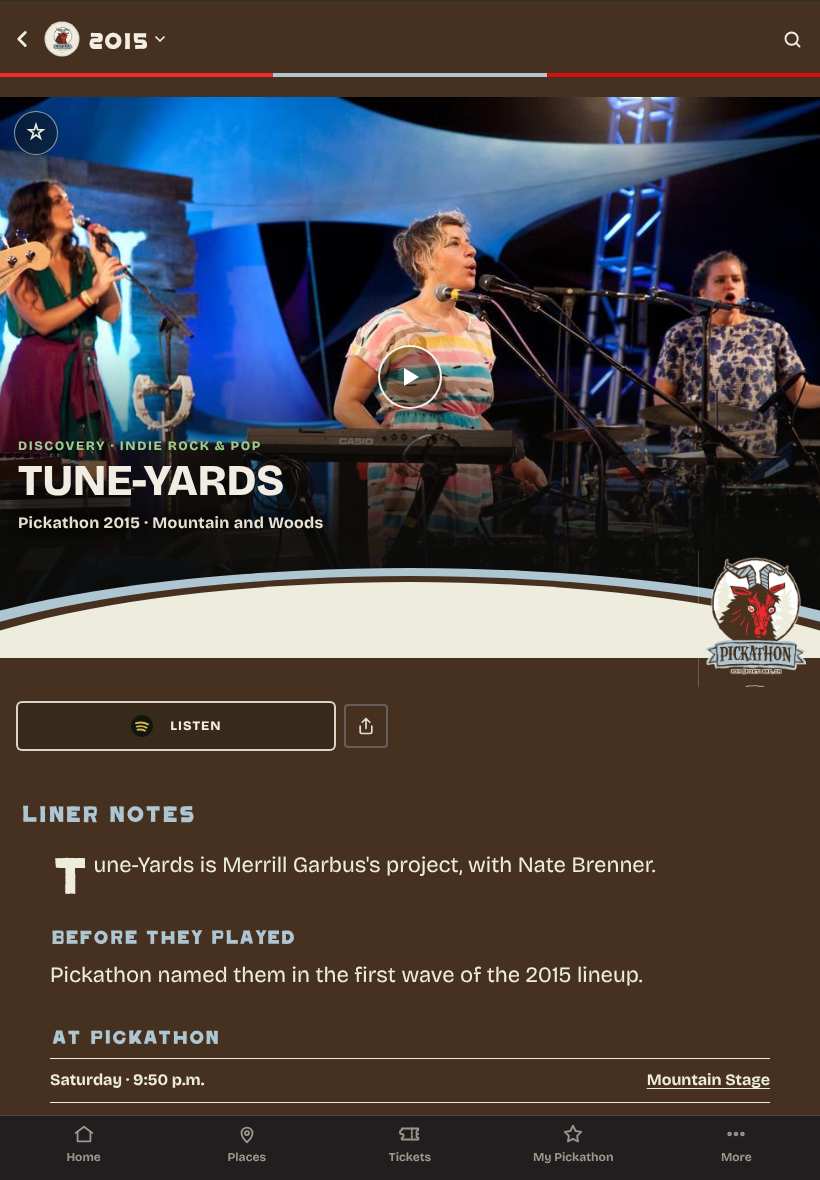 2015
CASIO
DISCOVERY · INDIE ROCK & POP
TUNE-YARDS
Pickathon 2015 · Mountain and Woods
PICKATHON
LISTEN
LINER NOTES
Tune-Yards is Merrill Garbus's project, with Nate Brenner.
BEFORE THEY PLAYED
Pickathon named them in the first wave of the 2015 lineup.
AT PICKATHON
Saturday · 9:50 p.m.
Mountain Stage
Home
Places
Tickets
My Pickathon
More